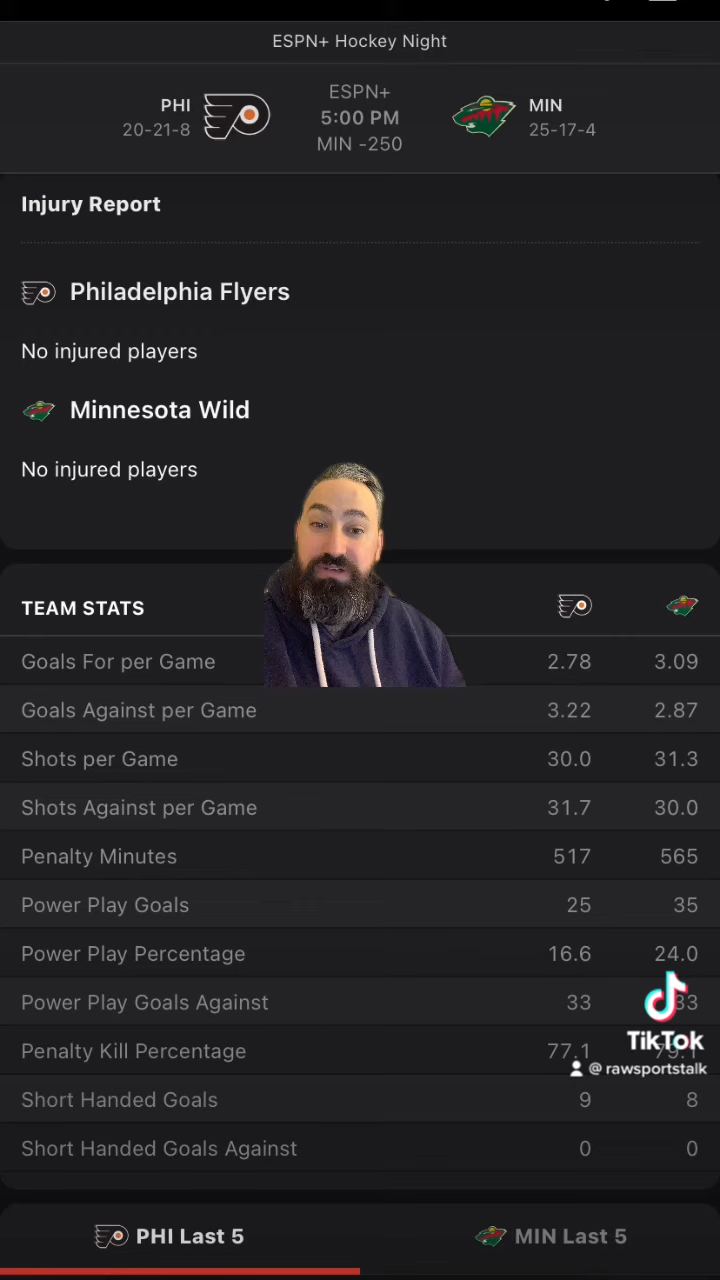 ESPN+ Hockey Night
PHI
20-21-8
ESPN+
5:00 PM
MIN -250
MIN
25-17-4
Injury Report
Philadelphia Flyers
No injured players
Minnesota Wild
No injured players
TEAM STATS
Goals For per Game 2.78 3.09
Goals Against per Game 3.22 2.87
Shots per Game 30.0 31.3
Shots Against per Game 31.7 30.0
Penalty Minutes 517 565
Power Play Goals 25 35
Power Play Percentage 16.6 24.0
Power Play Goals Against 33 33
Penalty Kill Percentage 77.1 79.1
TikTok
@ rawsportstalk
Short Handed Goals 9 8
Short Handed Goals Against 0 0
PHI Last 5 MIN Last 5